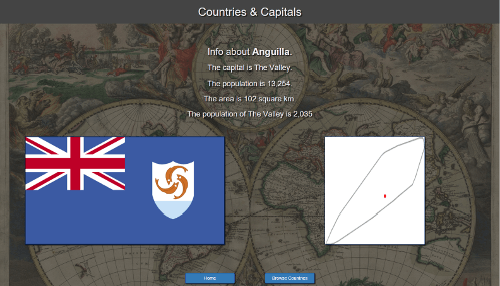 Countries & Capitals
Info about Anguilla.
The capital is The Valley.
The population is 13,254.
The area is 102 square km
The population of The Valley is 2,035
Home
Browse Countries